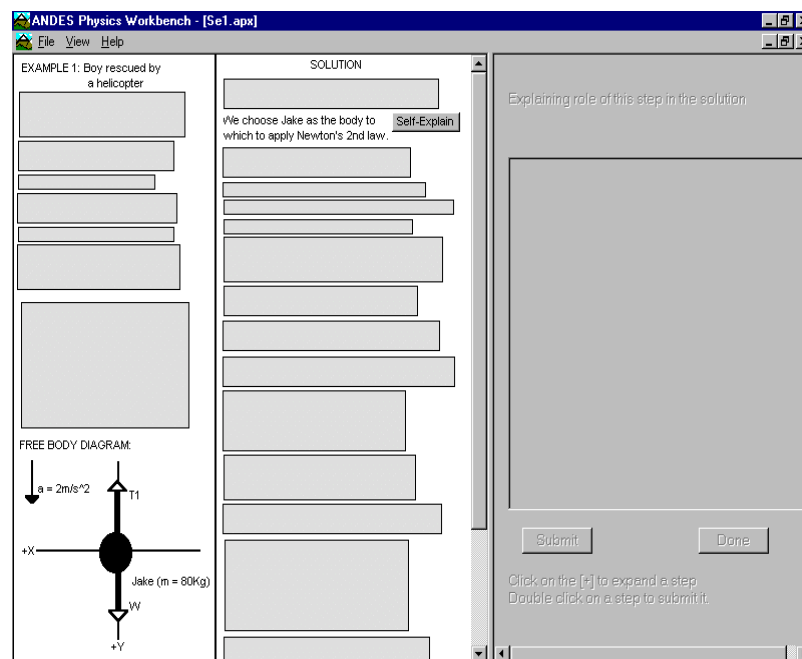 ANDES Physics Workbench - [Se1.apx]
File View Help
EXAMPLE 1: Boy rescued by
a helicopter
FREE BODY DIAGRAM:
a = 2m/s^2
T1
+X
Jake (m = 80Kg)
W
+Y
SOLUTION
We choose Jake as the body to
which to apply Newton's 2nd law.
Self-Explain
Explaining role of this step in the solution
Submit
Done
Click on the [+] to expand a step
Double click on a step to submit it.